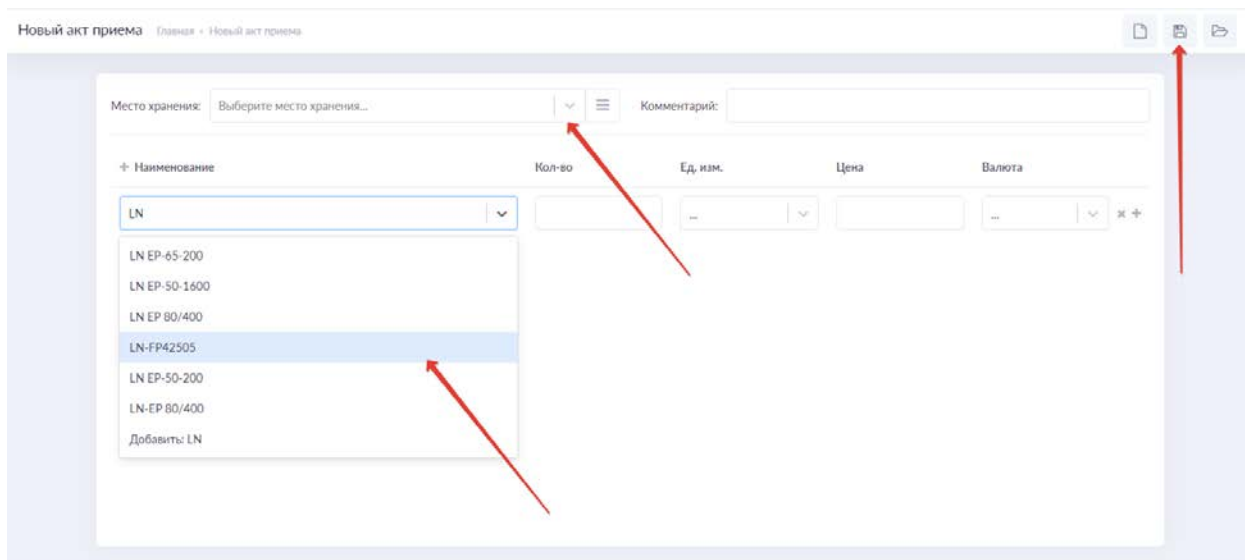 Новый акт приема Главная < Новый акт приема
Место хранения: Выберите место хранения... Комментарий:
+ Наименование Кол-во Ед. изм. Цена Валюта
LN ... ...
LN EP-65-200
LN EP-50-1600
LN EP 80/400
LN-FP42505
LN EP-50-200
LN-EP 80/400
Добавить: LN